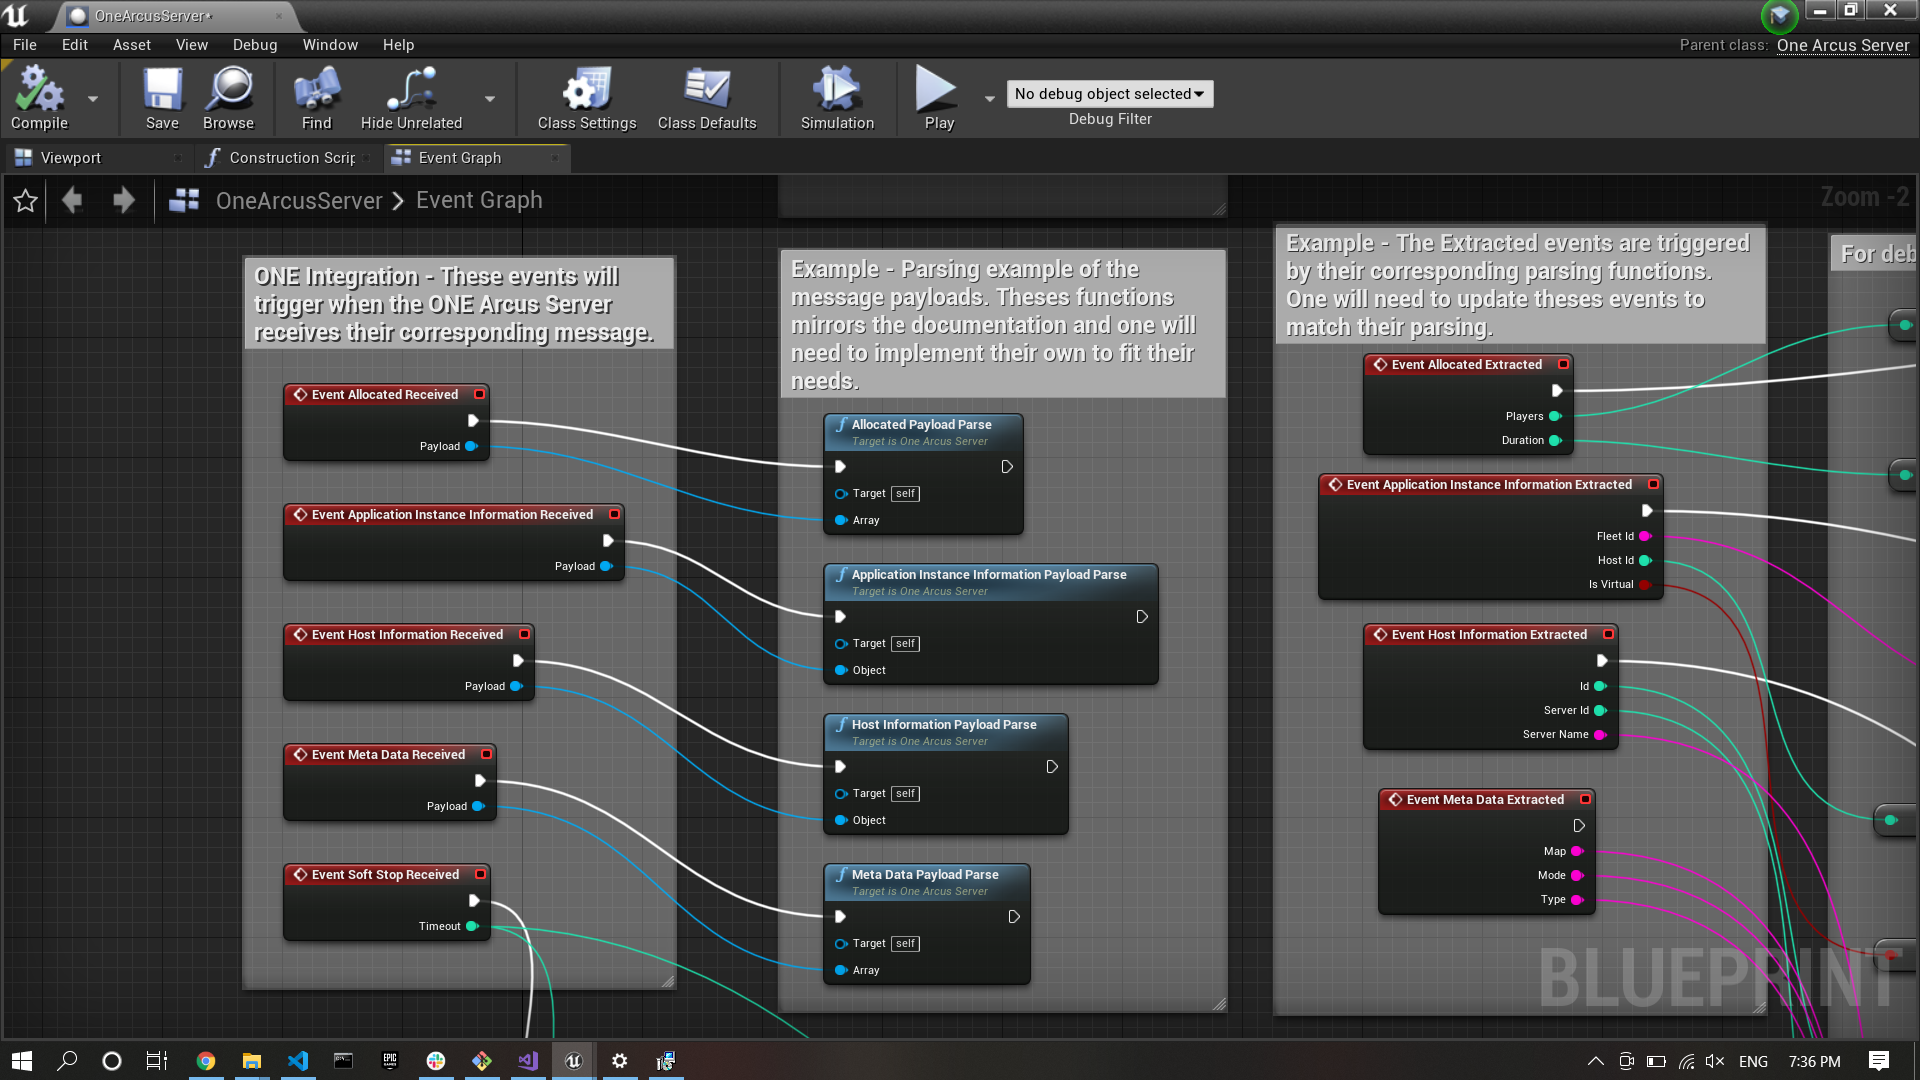 OneArcusServer*
File Edit Asset View Debug Window Help
Parent class: One Arcus Server
Compile
Save
Browse
Find
Hide Unrelated
Class Settings
Class Defaults
Simulation
Play
No debug object selected
Debug Filter
Viewport
Construction Scrip
Event Graph
OneArcusServer > Event Graph
Zoom -2
ONE Integration - These events will
trigger when the ONE Arcus Server
receives their corresponding message.
Event Allocated Received
Payload
Event Application Instance Information Received
Payload
Event Host Information Received
Payload
Event Meta Data Received
Payload
Event Soft Stop Received
Timeout
Example - Parsing example of the
message payloads. Theses functions
mirrors the documentation and one will
need to implement their own to fit their
needs.
Allocated Payload Parse
Target is One Arcus Server
Target self
Array
Application Instance Information Payload Parse
Target is One Arcus Server
Target self
Object
Host Information Payload Parse
Target is One Arcus Server
Target self
Object
Meta Data Payload Parse
Target is One Arcus Server
Target self
Array
Example - The Extracted events are triggered
by their corresponding parsing functions.
One will need to update theses events to
match their parsing.
Event Allocated Extracted
Players
Duration
Event Application Instance Information Extracted
Fleet Id
Host Id
Is Virtual
Event Host Information Extracted
Id
Server Id
Server Name
Event Meta Data Extracted
Map
Mode
Type
For deb
BLUEPRINT
EPIC
GAMES
ENG
7:36 PM